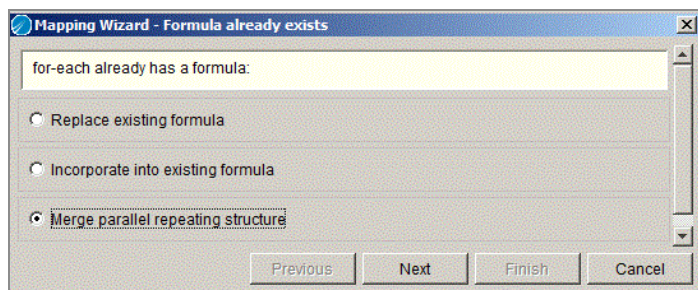 Mapping Wizard - Formula already exists
for-each already has a formula:
Replace existing formula
Incorporate into existing formula
Merge parallel repeating structure
Previous Next Finish Cancel